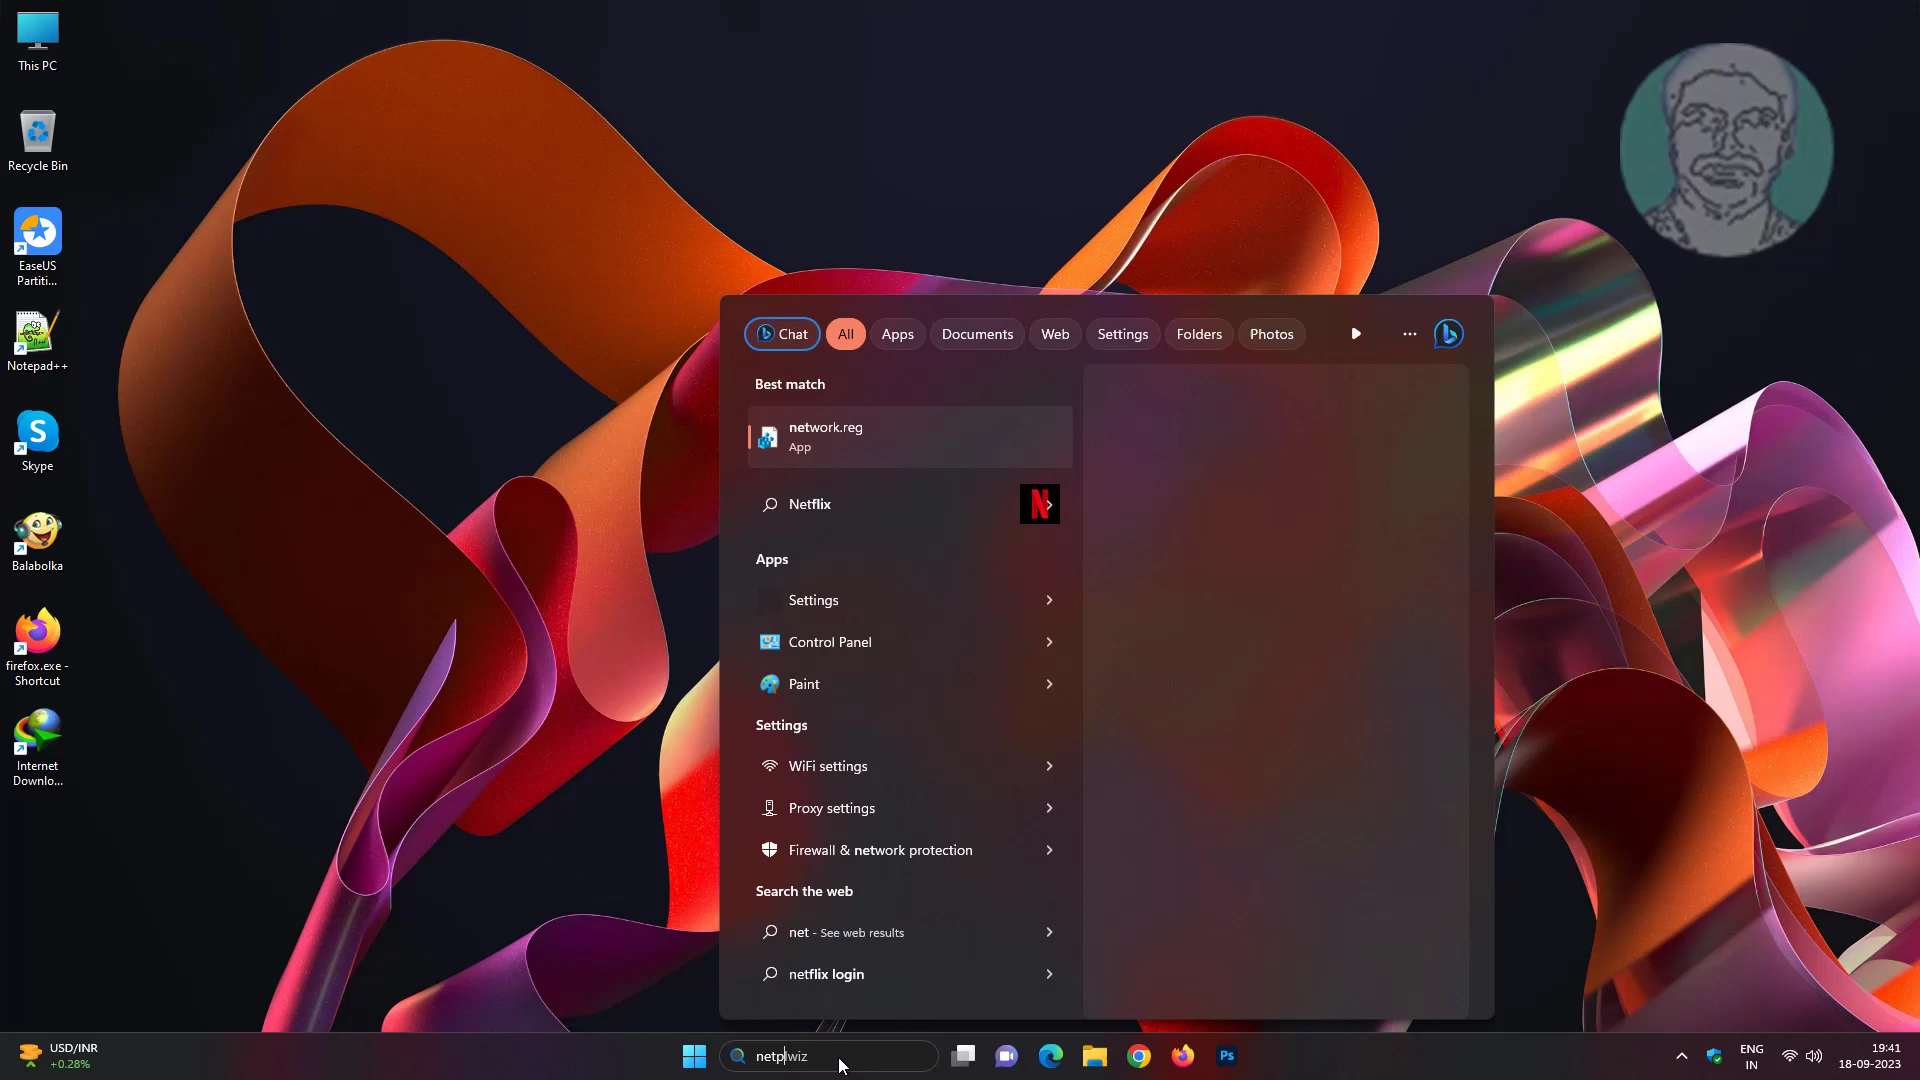 This PC
Recycle Bin
EaseUS
Partiti...
Notepad++
S
Skype
Balabolka
firefox.exe -
Shortcut
Internet
Downlo...
Chat
All
Apps
Documents
Web
Settings
Folders
Photos
...
Best match
network.reg
App
Netflix
N
Apps
Settings
Control Panel
Paint
Settings
WiFi settings
Proxy settings
Firewall & network protection
Search the web
net - See web results
netflix login
USD/INR
+0.28%
netplwiz
Ps
ENG
IN
19:41
18-09-2023